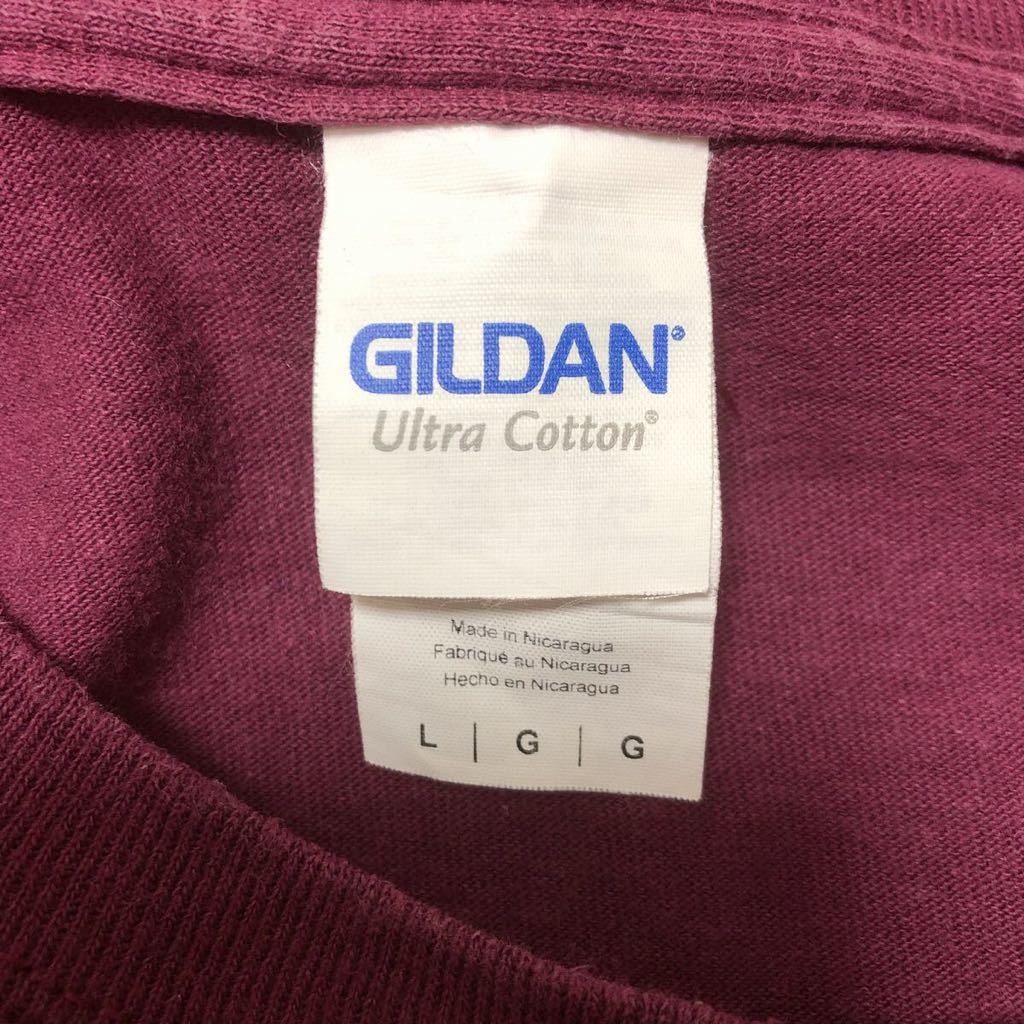 GILDAN®
Ultra Cotton®
Made in Nicaragua
Fabriqué au Nicaragua
Hecho en Nicaragua
L | G | G